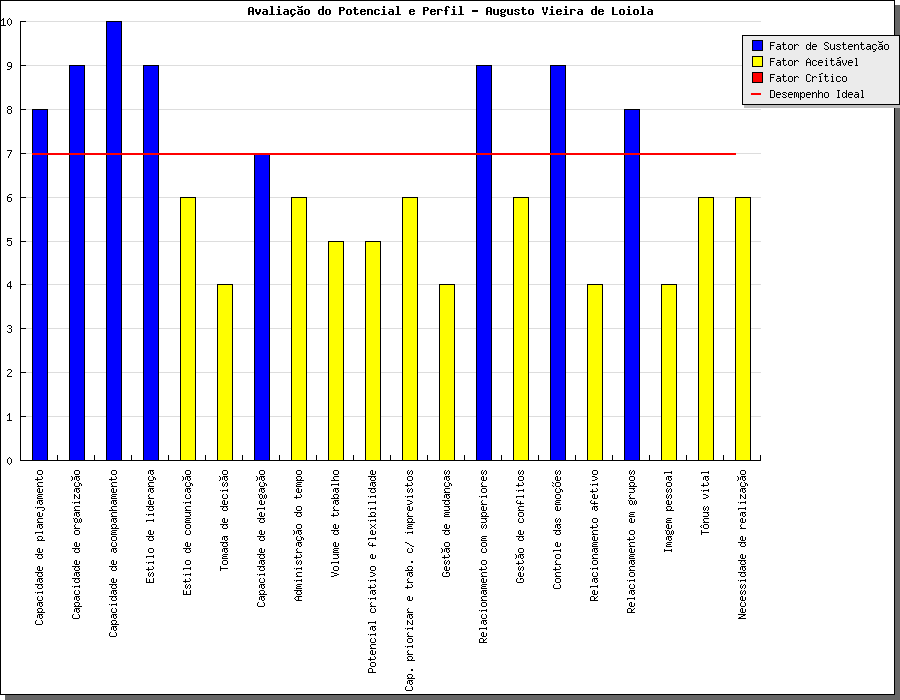 Avaliação do Potencial e Perfil - Augusto Vieira de Loiola
Fator de Sustentação
Fator Aceitável
Fator Crítico
Desempenho Ideal
10
9
8
7
6
5
4
3
2
1
0
Capacidade de planejamento
Capacidade de organização
Capacidade de acompanhamento
Estilo de liderança
Estilo de comunicação
Tomada de decisão
Capacidade de delegação
Administração do tempo
Volume de trabalho
Potencial criativo e flexibilidade
Cap. priorizar e trab. c/ imprevistos
Gestão de mudanças
Relacionamento com superiores
Gestão de conflitos
Controle das emoções
Relacionamento afetivo
Relacionamento em grupos
Imagem pessoal
Tônus vital
Necessidade de realização